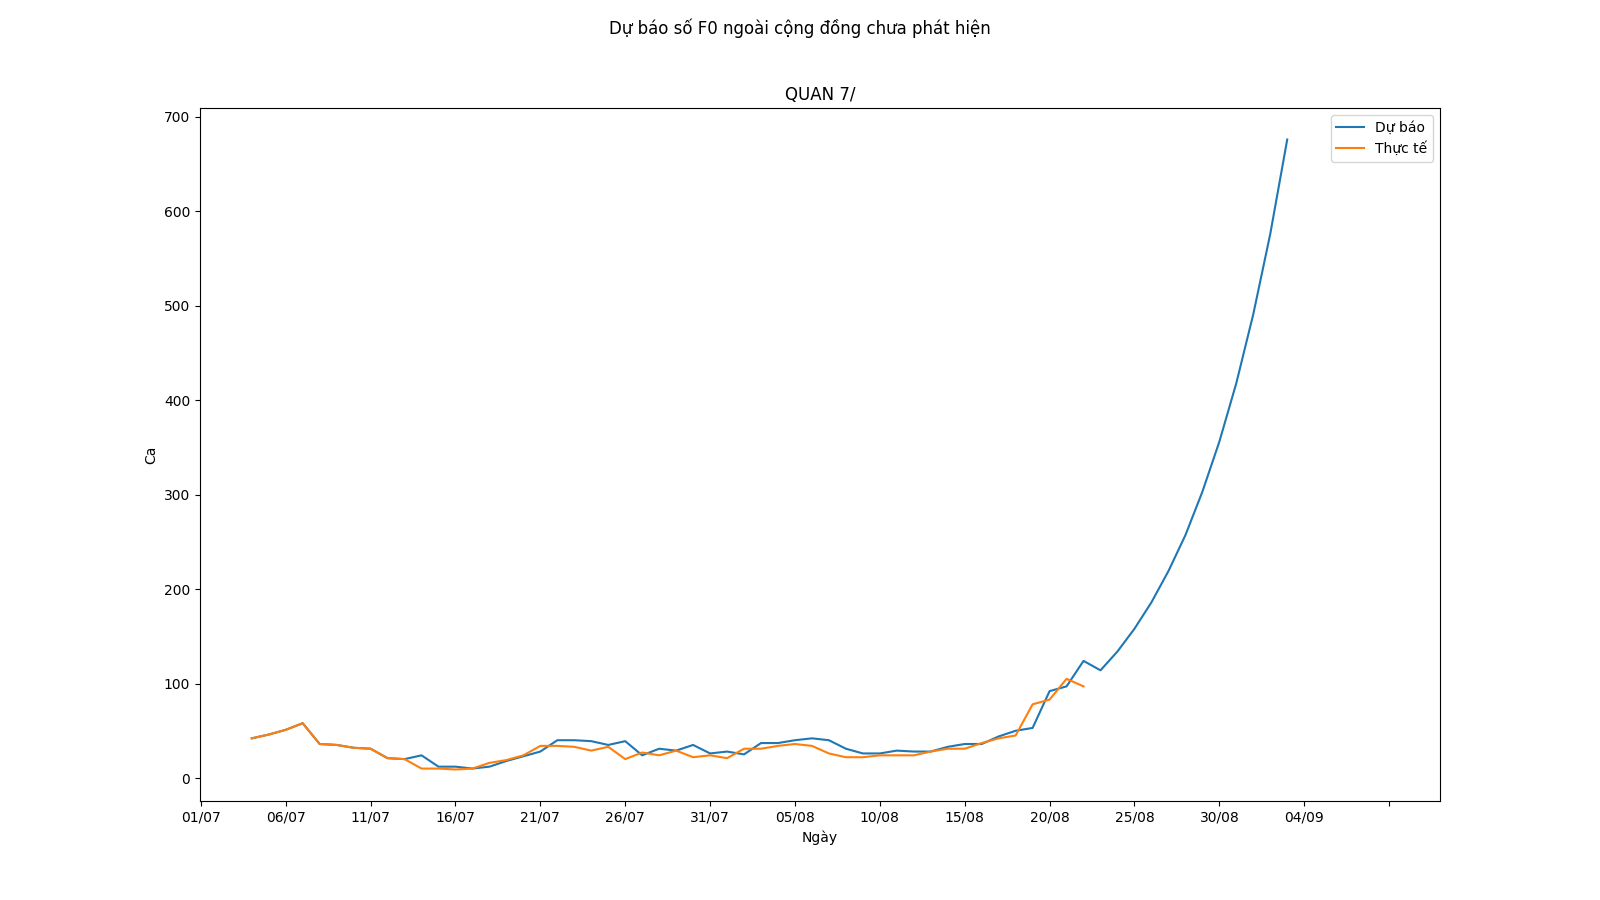 Dự báo số F0 ngoài cộng đồng chưa phát hiện
QUAN 7/
700
600
500
400
300
200
100
0
Ca
Dự báo
Thực tế
01/07 06/07 11/07 16/07 21/07 26/07 31/07 05/08 10/08 15/08 20/08 25/08 30/08 04/09
Ngày